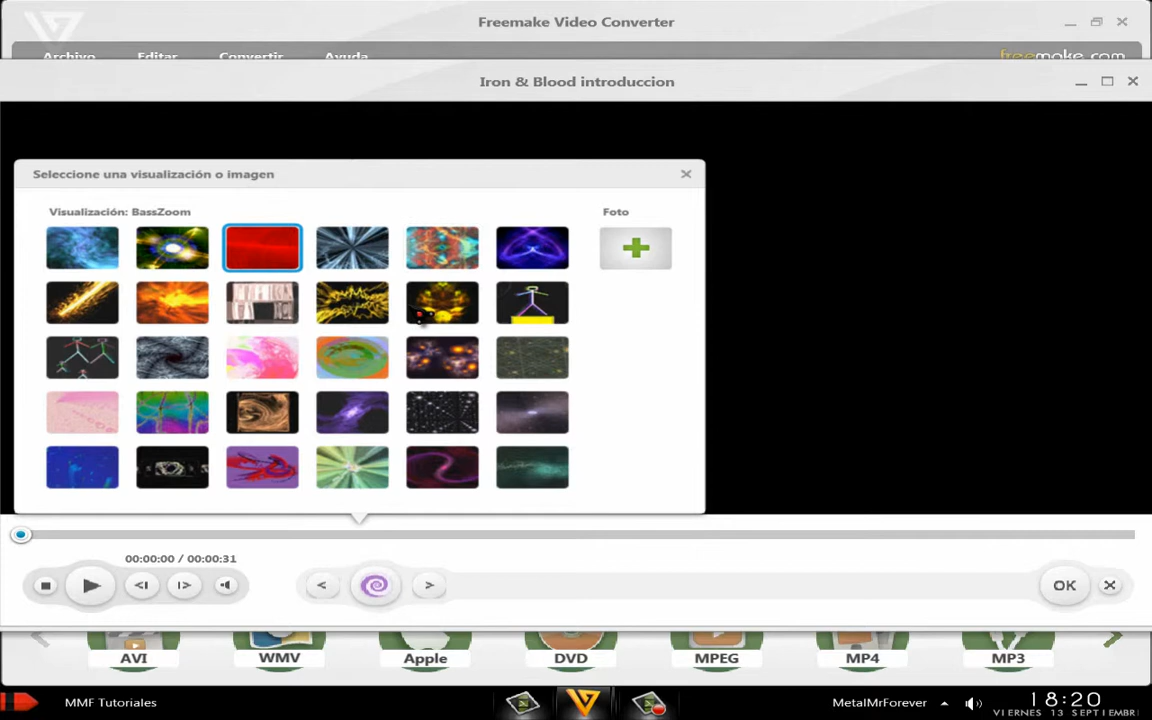 Freemake Video Converter
Archivo Editar Convertir Ayuda
freemake.com
Iron & Blood introduccion
Seleccione una visualización o imagen
Visualización: BassZoom
Foto
00:00:00 / 00:00:31
OK
AVI WMV Apple DVD MPEG MP4 MP3
MMF Tutoriales
MetalMrForever
18:20
VIERNES 13 SEPTIEMBR